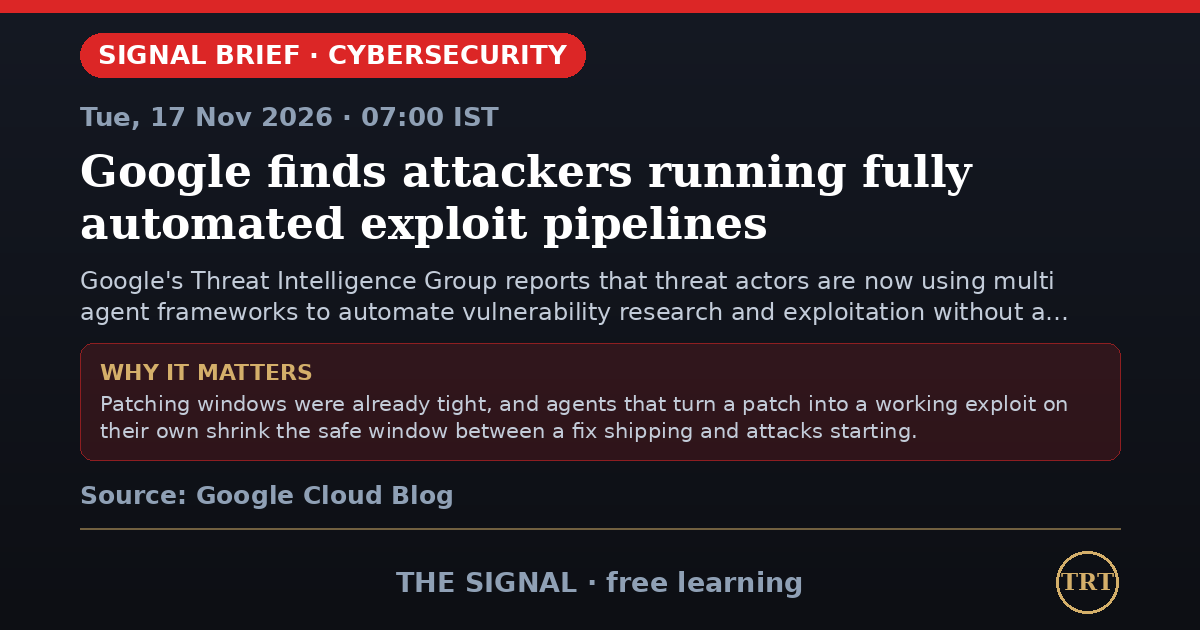 SIGNAL BRIEF · CYBERSECURITY
Tue, 17 Nov 2026 · 07:00 IST
Google finds attackers running fully
automated exploit pipelines
Google's Threat Intelligence Group reports that threat actors are now using multi
agent frameworks to automate vulnerability research and exploitation without a...
WHY IT MATTERS
Patching windows were already tight, and agents that turn a patch into a working exploit on
their own shrink the safe window between a fix shipping and attacks starting.
Source: Google Cloud Blog
THE SIGNAL · free learning
TRT